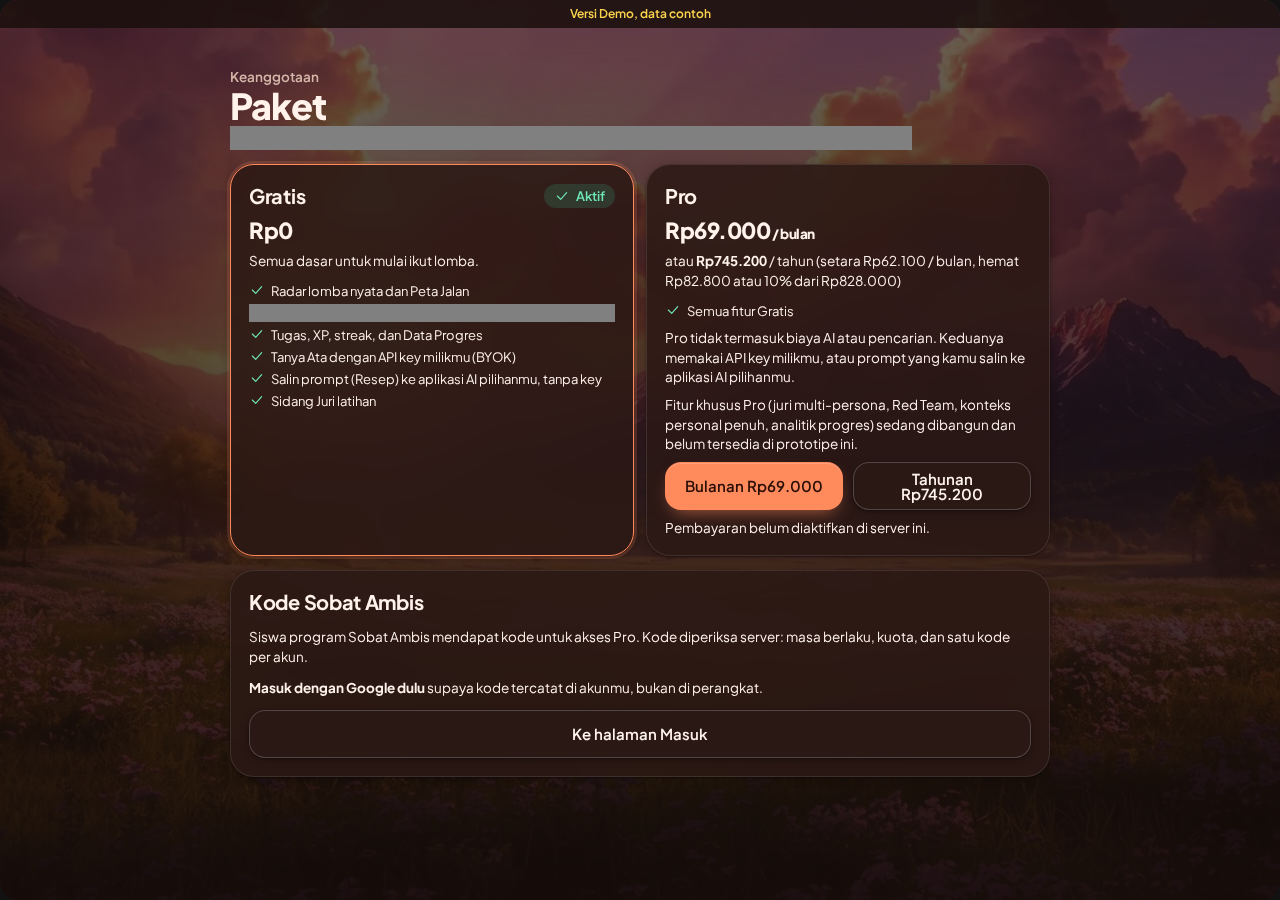 Versi Demo, data contoh
Keanggotaan
Paket
Gratis
Aktif
Rp0
Semua dasar untuk mulai ikut lomba.
Radar lomba nyata dan Peta Jalan
Tugas, XP, streak, dan Data Progres
Tanya Ata dengan API key milikmu (BYOK)
Salin prompt (Resep) ke aplikasi AI pilihanmu, tanpa key
Sidang Juri latihan
Pro
Rp69.000 / bulan
atau Rp745.200 / tahun (setara Rp62.100 / bulan, hemat
Rp82.800 atau 10% dari Rp828.000)
Semua fitur Gratis
Pro tidak termasuk biaya AI atau pencarian. Keduanya
memakai API key milikmu, atau prompt yang kamu salin ke
aplikasi AI pilihanmu.
Fitur khusus Pro (juri multi-persona, Red Team, konteks
personal penuh, analitik progres) sedang dibangun dan
belum tersedia di prototipe ini.
Bulanan Rp69.000
Tahunan
Rp745.200
Pembayaran belum diaktifkan di server ini.
Kode Sobat Ambis
Siswa program Sobat Ambis mendapat kode untuk akses Pro. Kode diperiksa server: masa berlaku, kuota, dan satu kode
per akun.
Masuk dengan Google dulu supaya kode tercatat di akunmu, bukan di perangkat.
Ke halaman Masuk